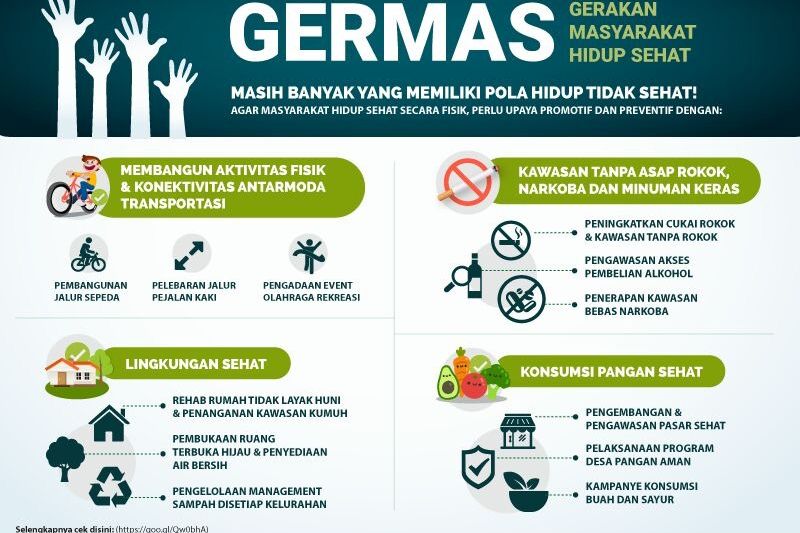 GERMAS
GERAKAN
MASYARAKAT
HIDUP SEHAT
MASIH BANYAK YANG MEMILIKI POLA HIDUP TIDAK SEHAT!
AGAR MASYARAKAT HIDUP SEHAT SECARA FISIK, PERLU UPAYA PROMOTIF DAN PREVENTIF DENGAN:
MEMBANGUN AKTIVITAS FISIK
& KONEKTIVITAS ANTARMODA
TRANSPORTASI
PEMBANGUNAN
JALUR SEPEDA
PELEBARAN JALUR
PEJALAN KAKI
PENGADAAN EVENT
OLAHRAGA REKREASI
KAWASAN TANPA ASAP ROKOK,
NARKOBA DAN MINUMAN KERAS
PENINGKATKAN CUKAI ROKOK
& KAWASAN TANPA ROKOK
PENGAWASAN AKSES
PEMBELIAN ALKOHOL
PENERAPAN KAWASAN
BEBAS NARKOBA
LINGKUNGAN SEHAT
REHAB RUMAH TIDAK LAYAK HUNI
& PENANGANAN KAWASAN KUMUH
PEMBUKAAN RUANG
TERBUKA HIJAU & PENYEDIAAN
AIR BERSIH
PENGELOLAAN MANAGEMENT
SAMPAH DISETIAP KELURAHAN
KONSUMSI PANGAN SEHAT
PENGEMBANGAN &
PENGAWASAN PASAR SEHAT
PELAKSANAAN PROGRAM
DESA PANGAN AMAN
KAMPANYE KONSUMSI
BUAH DAN SAYUR
Selengkapnya cek disini: (https://goo.gl/Qw0bhA)